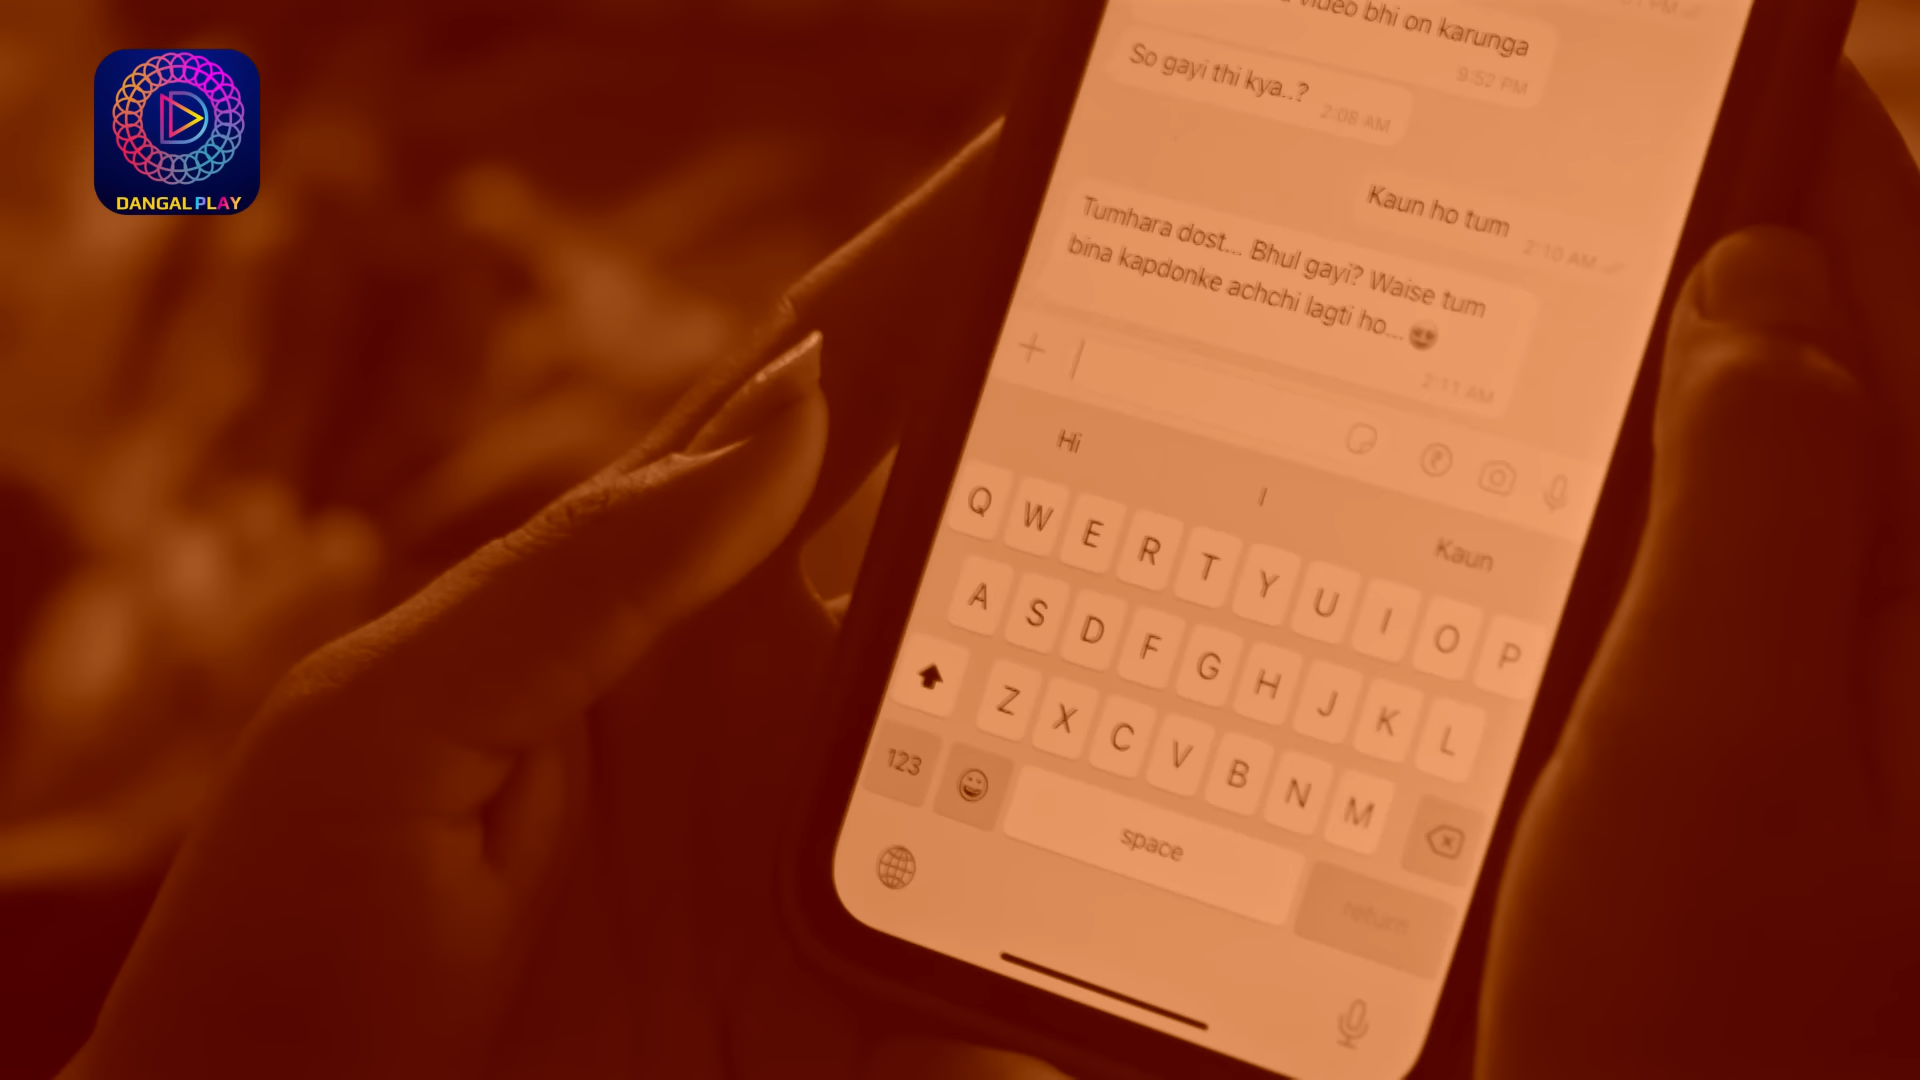 DANGAL PLAY
video bhi on karunga
9:52 PM
So gayi thi kya..?
2:08 AM
Kaun ho tum
2:10 AM
Tumhara dost... Bhul gayi? Waise tum
bina kapdonke achchi lagti ho... 😍
2:11 AM
Hi
I
Kaun
Q W E R T Y U I O P
A S D F G H J K L
Z X C V B N M
123
space
return